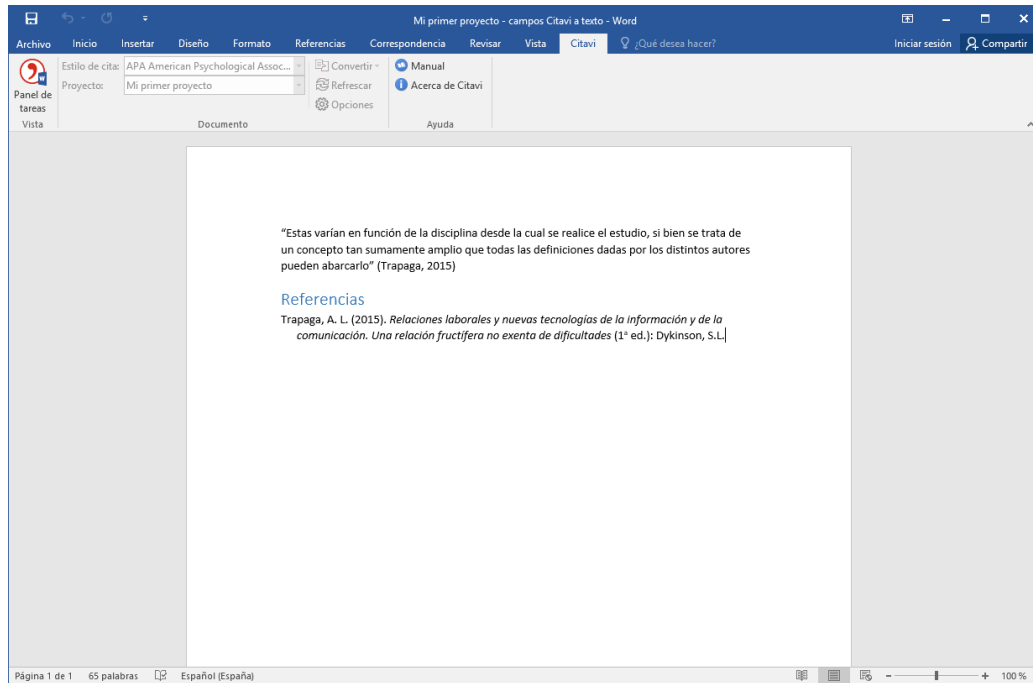 Mi primer proyecto - campos Citavi a texto - Word
Archivo Inicio Insertar Diseño Formato Referencias Correspondencia Revisar Vista Citavi ¿Qué desea hacer? Iniciar sesión Compartir
Panel de tareas
Estilo de cita: APA American Psychological Assoc...
Proyecto: Mi primer proyecto
Convertir
Refrescar
Opciones
Manual
Acerca de Citavi
Vista Documento Ayuda
“Estas varían en función de la disciplina desde la cual se realice el estudio, si bien se trata de
un concepto tan sumamente amplio que todas las definiciones dadas por los distintos autores
pueden abarcarlo” (Trapaga, 2015)
Referencias
Trapaga, A. L. (2015). Relaciones laborales y nuevas tecnologías de la información y de la
comunicación. Una relación fructífera no exenta de dificultades (1ª ed.): Dykinson, S.L.
Página 1 de 1 65 palabras Español (España) 100 %